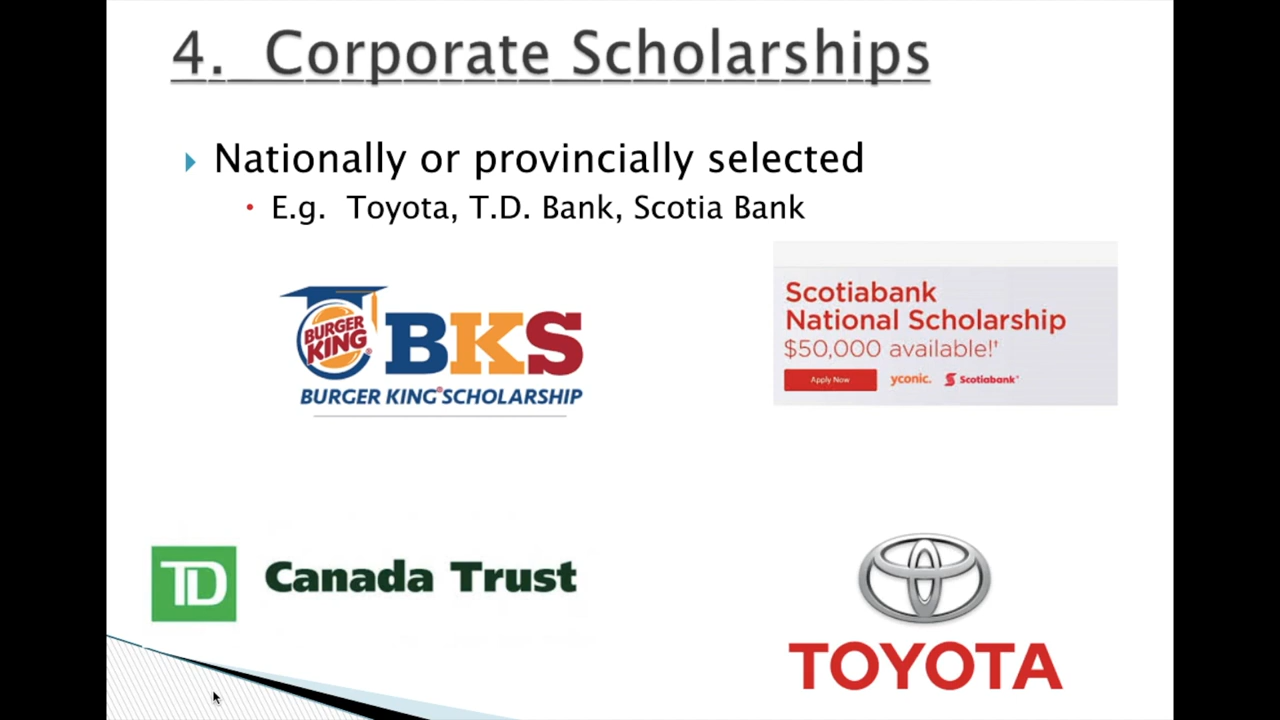 4. Corporate Scholarships
Nationally or provincially selected
E.g. Toyota, T.D. Bank, Scotia Bank
BURGER KING
BKS
BURGER KING® SCHOLARSHIP
Scotiabank
National Scholarship
$50,000 available!†
Apply Now yconic. Scotiabank
TD Canada Trust
TOYOTA